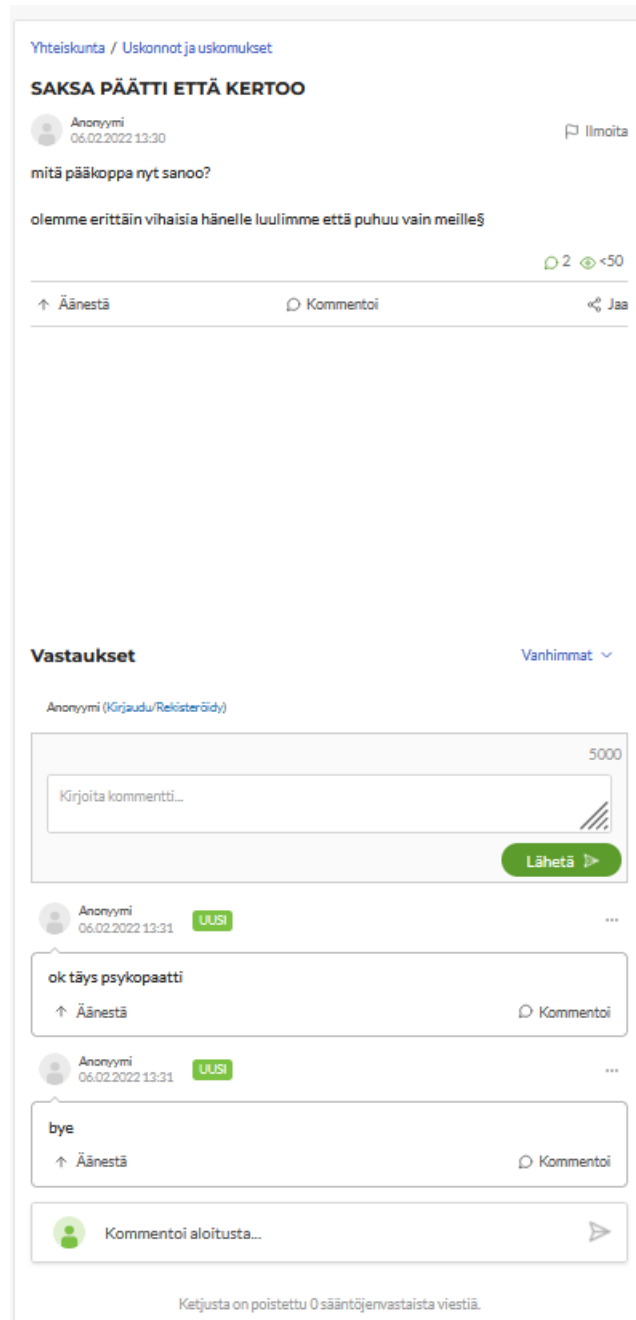 Yhteiskunta / Uskonnot ja uskomukset
SAKSA PÄÄTTI ETTÄ KERTOO
Anonyymi
06.02.2022 13:30
Ilmoita
mitä pääkoppa nyt sanoo?
olemme erittäin vihaisia hänelle luulimme että puhuu vain meille§
2 <50
Äänestä Kommentoi Jaa
Vastaukset Vanhimmat
Anonyymi (Kirjaudu/Rekisteröidy)
5000
Kirjoita kommentti...
Lähetä
Anonyymi
06.02.2022 13:31 UUSI
ok täys psykopaatti
Äänestä Kommentoi
Anonyymi
06.02.2022 13:31 UUSI
bye
Äänestä Kommentoi
Kommentoi aloitusta...
Ketjusta on poistettu 0 sääntöjenvastaista viestiä.